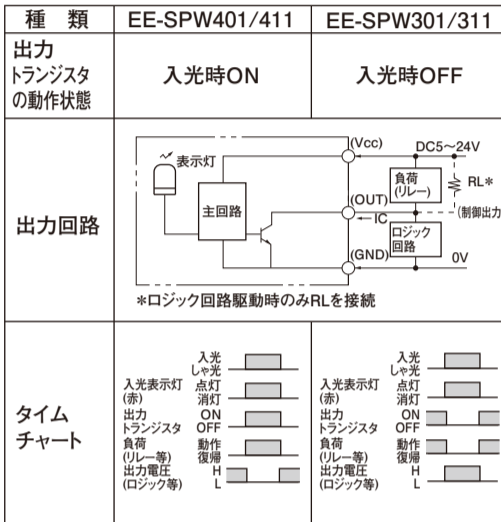 種 類 EE-SPW401/411 EE-SPW301/311
出力
トランジスタ
の動作状態
入光時ON 入光時OFF
出力回路
表示灯
主回路
(Vcc)
DC5～24V
負荷
(リレー)
RL*
(OUT)
IC
(制御出力
ロジック
回路
(GND)
0V
*ロジック回路駆動時のみRLを接続
タイム
チャート
入光
しゃ光
入光表示灯 点灯
(赤) 消灯
出力 ON
トランジスタ OFF
負荷 動作
(リレー等) 復帰
出力電圧 H
(ロジック等) L
入光
しゃ光
入光表示灯 点灯
(赤) 消灯
出力 ON
トランジスタ OFF
負荷 動作
(リレー等) 復帰
出力電圧 H
(ロジック等) L